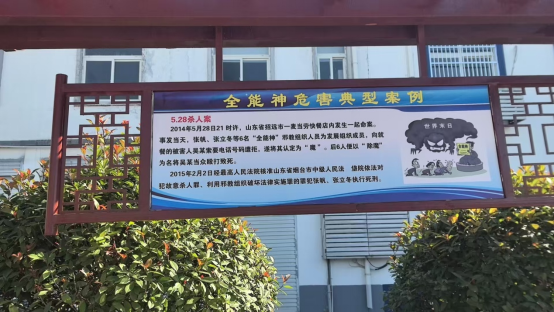 全能神危害典型案例
5.28杀人案
2014年5月28日21时许，山东省招远市一麦当劳快餐店内发生一起命案。
事发当天，张帆、张立冬等6名“全能神”邪教组织人员为发展组织成员，向就
餐的被害人吴某索要电话号码遭拒，遂将其认定为“魔”。后6人便以“除魔”
为名将吴某当众殴打致死。
2015年2月2日经最高人民法院核准山东省烟台市中级人民法院依法对
犯故意杀人罪、利用邪教组织破坏法律实施罪的罪犯张帆、张立冬执行死刑。
世界末日